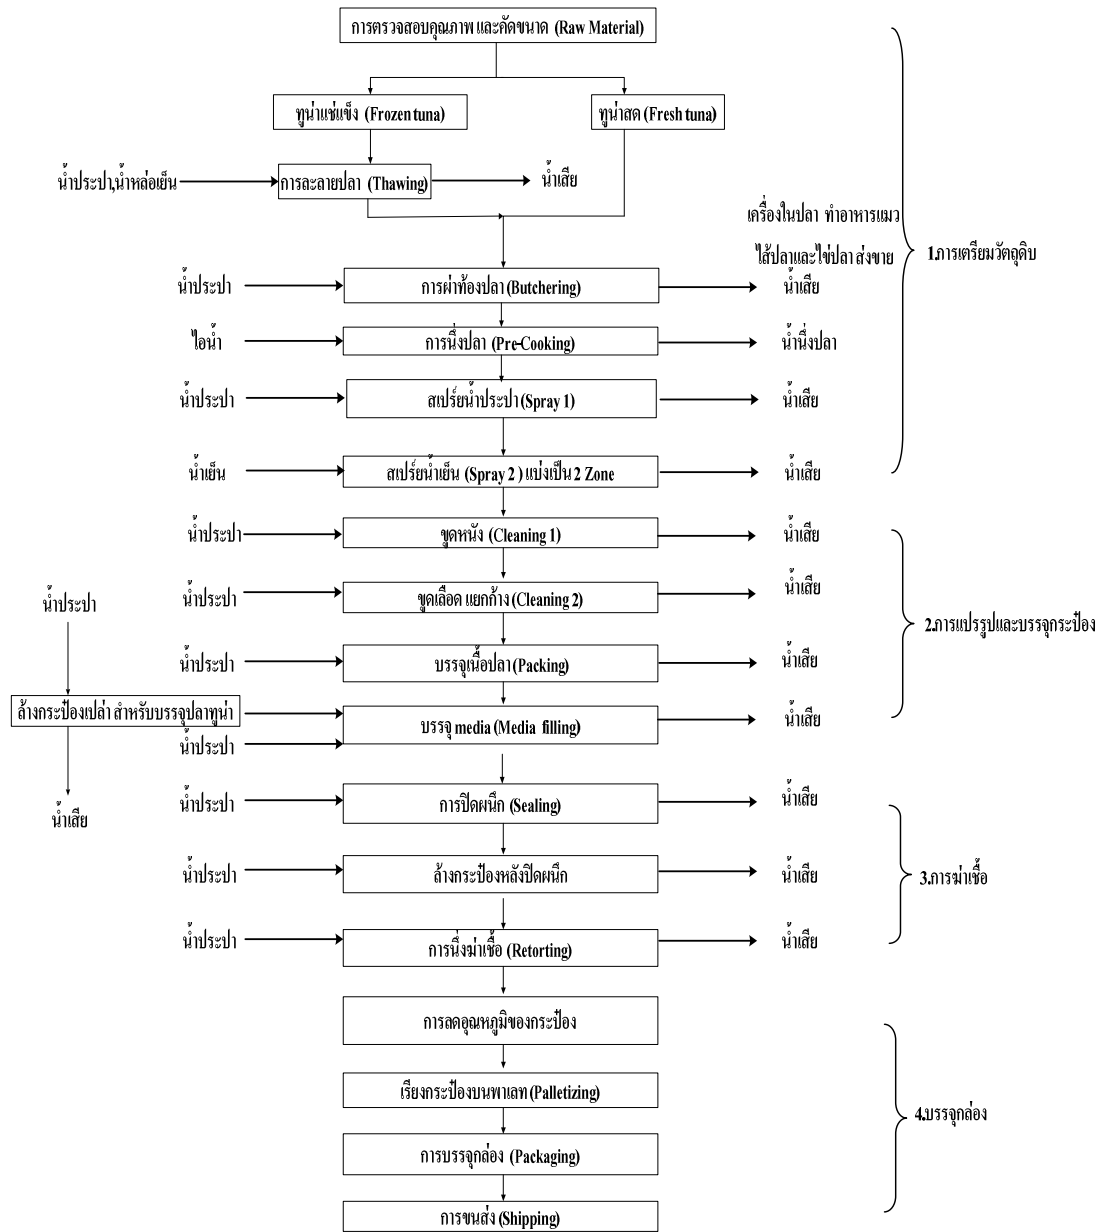 การตรวจสอบคุณภาพ และคัดขนาด (Raw Material)
ทูน่าแช่แข็ง (Frozen tuna)
ทูน่าสด (Fresh tuna)
น้ำประปา,น้ำหล่อเย็น
การละลายปลา (Thawing)
น้ำเสีย
เครื่องในปลา ทำอาหารแมว
ไส้ปลาและไข่ปลา ส่งขาย
1.การเตรียมวัตถุดิบ
น้ำประปา
การผ่าท้องปลา (Butchering)
น้ำเสีย
ไอน้ำ
การนึ่งปลา (Pre-Cooking)
น้ำนึ่งปลา
น้ำประปา
สเปร์ยน้ำประปา (Spray 1)
น้ำเสีย
น้ำเย็น
สเปร์ยน้ำเย็น (Spray 2 ) แบ่งเป็น 2 Zone
น้ำเสีย
น้ำประปา
ขูดหนัง (Cleaning 1)
น้ำเสีย
น้ำประปา
น้ำประปา
ขูดเลือด แยกก้าง (Cleaning 2)
น้ำเสีย
2.การแปรรูปและบรรจุกระป๋อง
น้ำประปา
บรรจุเนื้อปลา (Packing)
น้ำเสีย
ล้างกระป๋องเปล่า สำหรับบรรจุปลาทูน่า
บรรจุ media (Media filling)
น้ำเสีย
น้ำประปา
น้ำเสีย
น้ำประปา
การปิดผนึก (Sealing)
น้ำเสีย
น้ำประปา
ล้างกระป๋องหลังปิดผนึก
น้ำเสีย
3.การฆ่าเชื้อ
น้ำประปา
การนึ่งฆ่าเชื้อ (Retorting)
น้ำเสีย
การลดอุณหภูมิของกระป๋อง
เรียงกระป๋องบนพาเลท (Palletizing)
4.บรรจุกล่อง
การบรรจุกล่อง (Packaging)
การขนส่ง (Shipping)